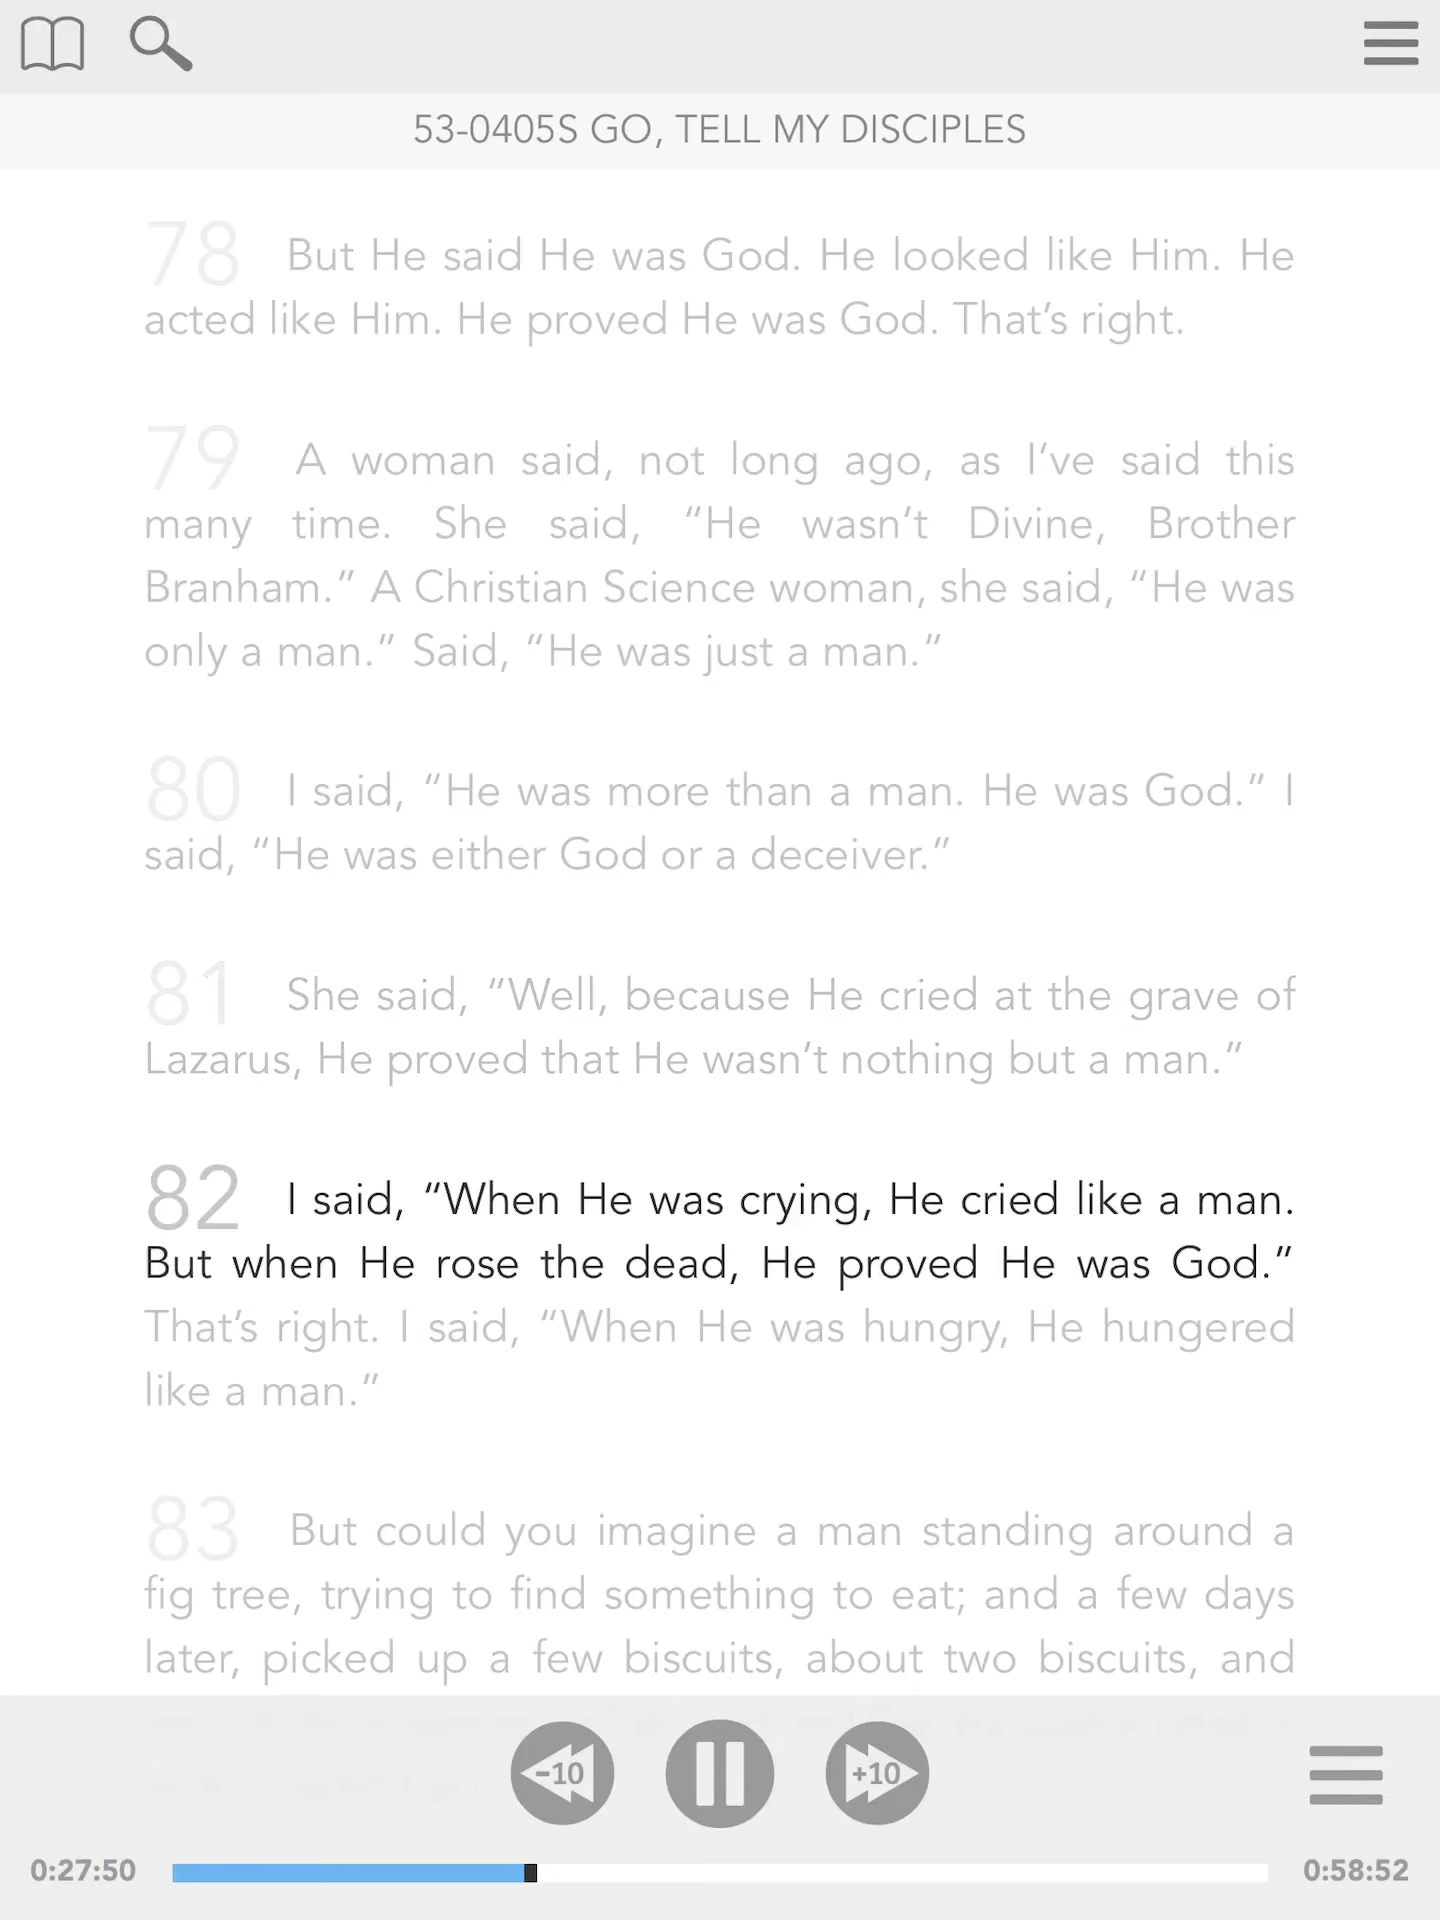 53-0405S GO, TELL MY DISCIPLES
78 But He said He was God. He looked like Him. He
acted like Him. He proved He was God. That’s right.
79 A woman said, not long ago, as I’ve said this
many time. She said, “He wasn’t Divine, Brother
Branham.” A Christian Science woman, she said, “He was
only a man.” Said, “He was just a man.”
80 I said, “He was more than a man. He was God.” I
said, “He was either God or a deceiver.”
81 She said, “Well, because He cried at the grave of
Lazarus, He proved that He wasn’t nothing but a man.”
82 I said, “When He was crying, He cried like a man.
But when He rose the dead, He proved He was God.”
That’s right. I said, “When He was hungry, He hungered
like a man.”
83 But could you imagine a man standing around a
fig tree, trying to find something to eat; and a few days
later, picked up a few biscuits, about two biscuits, and
-10 +10
0:27:50 0:58:52